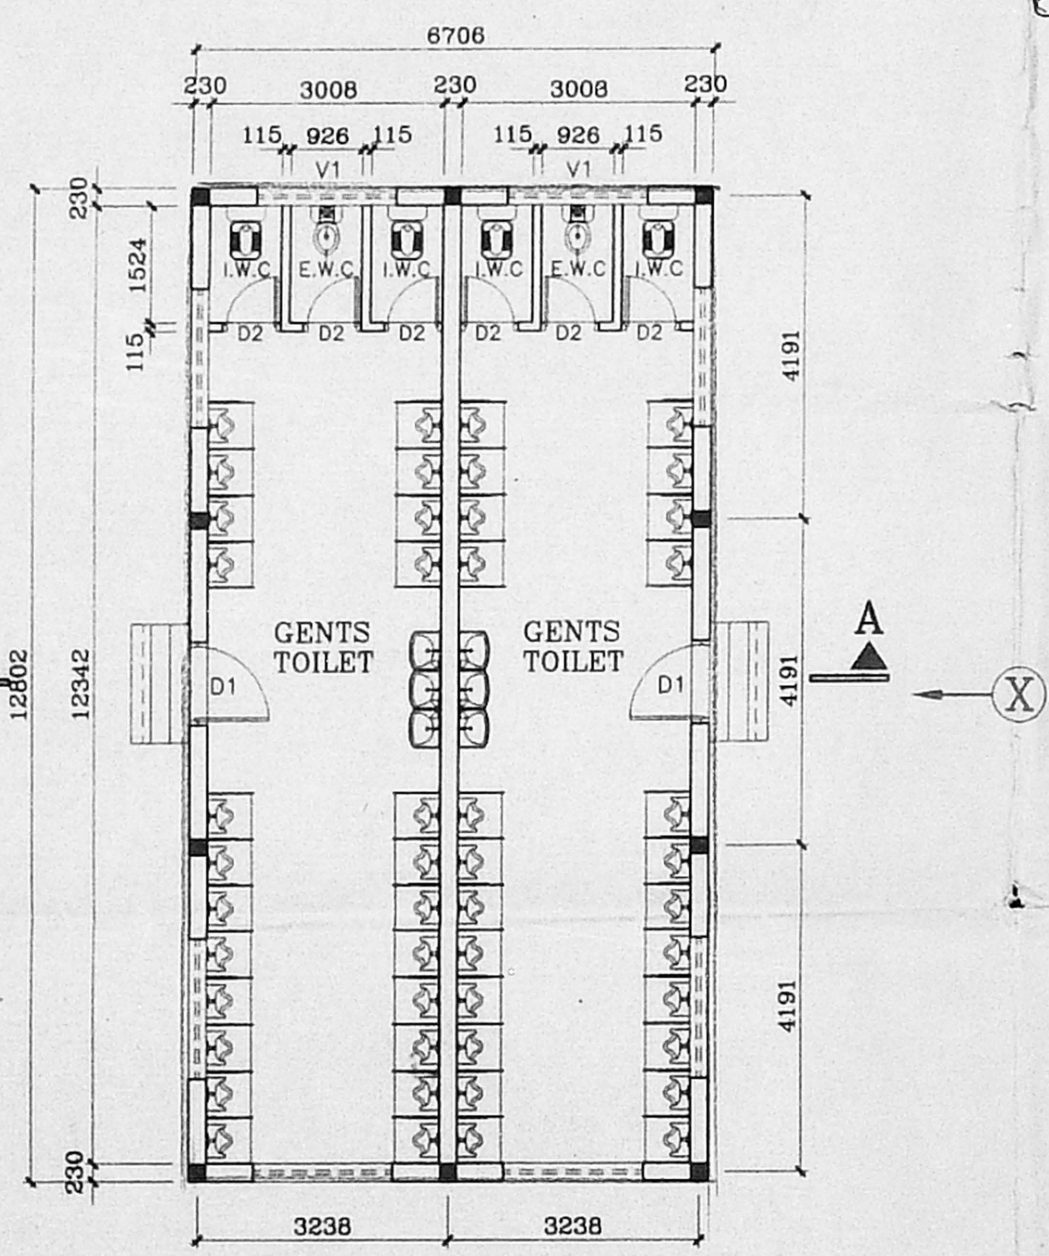 6706
230 3008 230 3008 230
115 926 115 115 926 115
V1 V1
230
1524
115
I.W.C E.W.C I.W.C I.W.C E.W.C I.W.C
D2 D2 D2 D2 D2 D2
4191
GENTS
TOILET
GENTS
TOILET
A
D1 D1
12802
12342
4191
X
4191
230
3238 3238